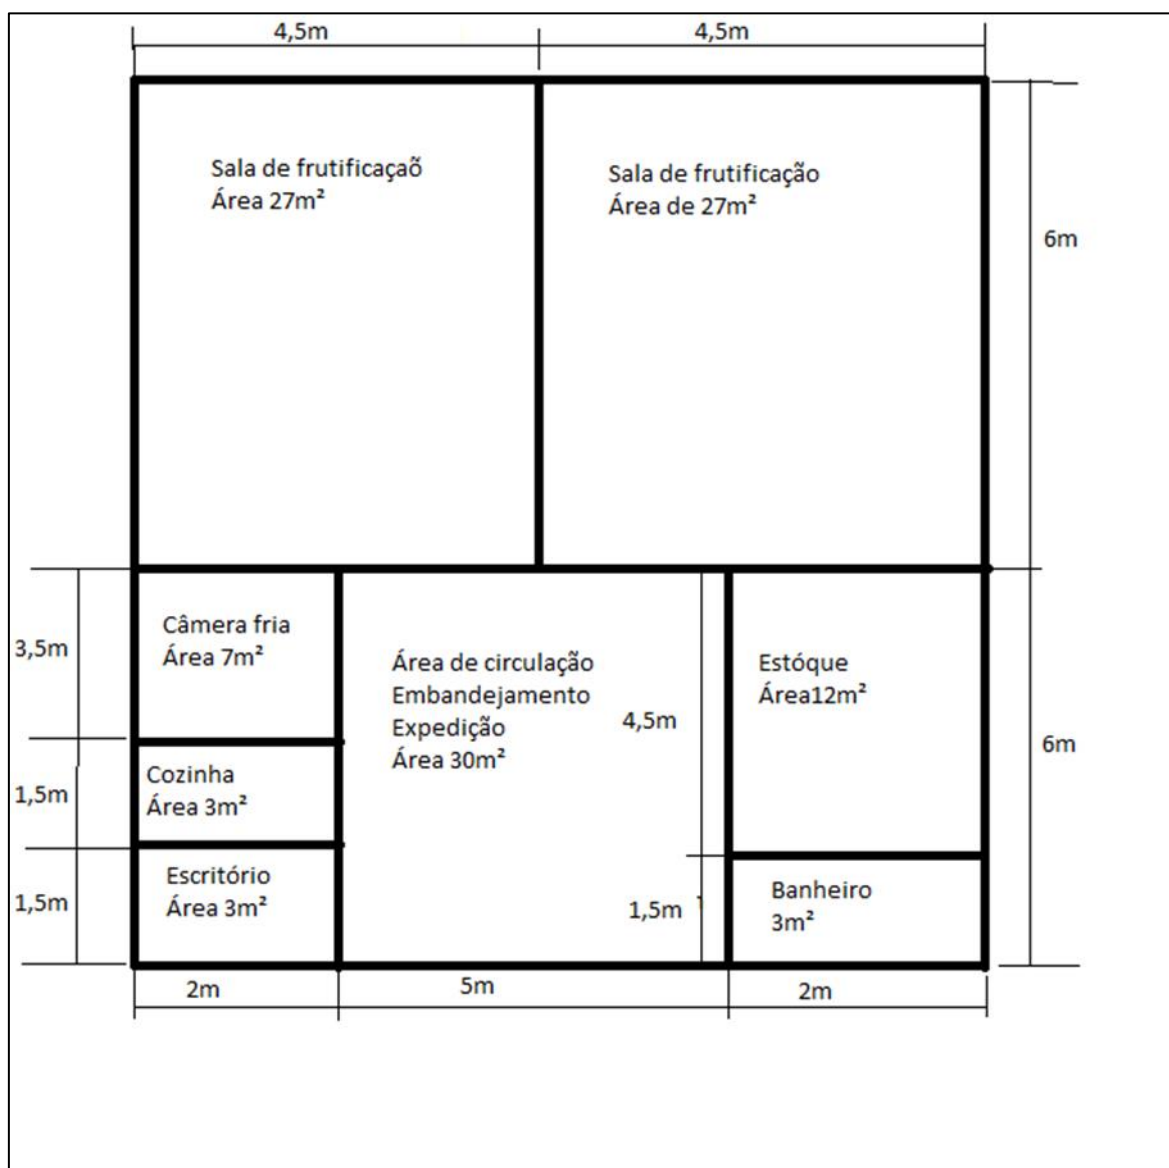 4,5m
4,5m
Sala de frutificaçaõ
Área 27m²
Sala de frutificação
Área de 27m²
6m
Câmera fria
Área 7m²
3,5m
Área de circulação
Embandejamento
Expedição
Área 30m²
4,5m
Estóque
Área12m²
6m
Cozinha
Área 3m²
1,5m
Escritório
Área 3m²
1,5m
1,5m
Banheiro
3m²
2m
5m
2m